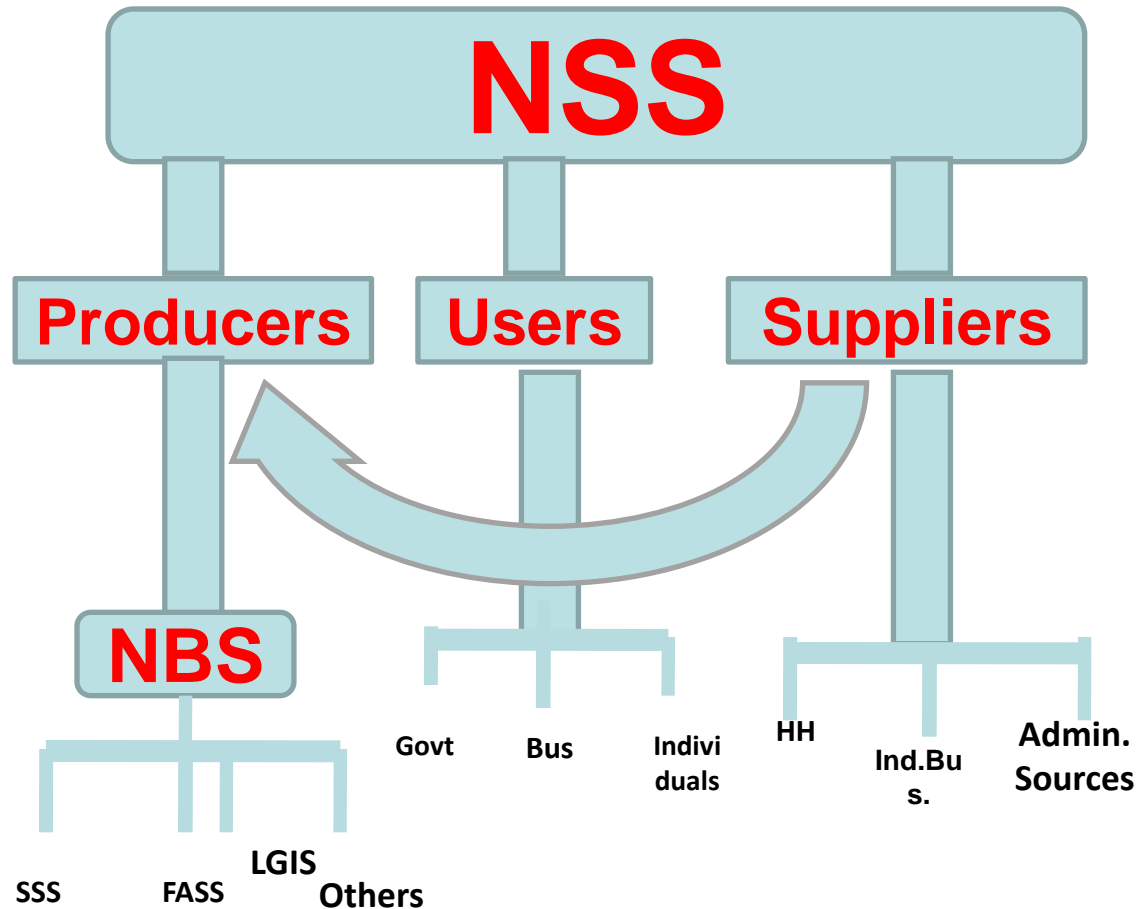 NSS
Producers
Users
Suppliers
NBS
Govt
Bus
Indivi
duals
HH
Ind.Bu
s.
Admin.
Sources
SSS
FASS
LGIS
Others